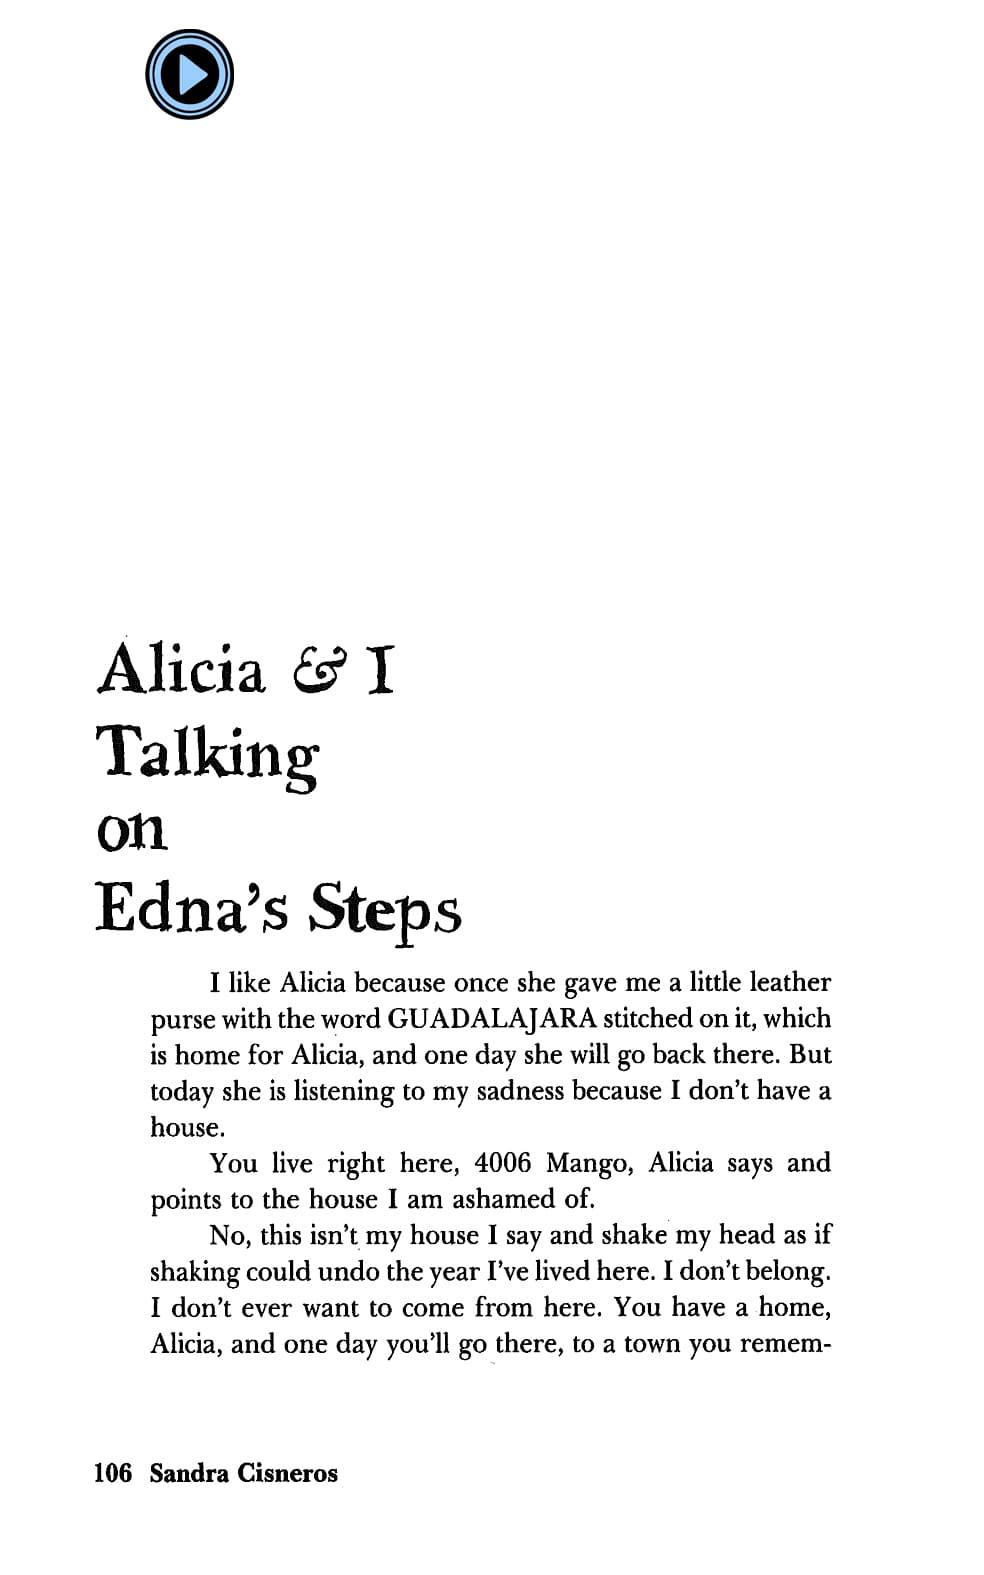 Alicia & I
Talking
on
Edna's Steps
I like Alicia because once she gave me a little leather
purse with the word GUADALAJARA stitched on it, which
is home for Alicia, and one day she will go back there. But
today she is listening to my sadness because I don't have a
house.
You live right here, 4006 Mango, Alicia says and
points to the house I am ashamed of.
No, this isn't my house I say and shake my head as if
shaking could undo the year I've lived here. I don't belong.
I don't ever want to come from here. You have a home,
Alicia, and one day you'll go there, to a town you remem-
106 Sandra Cisneros